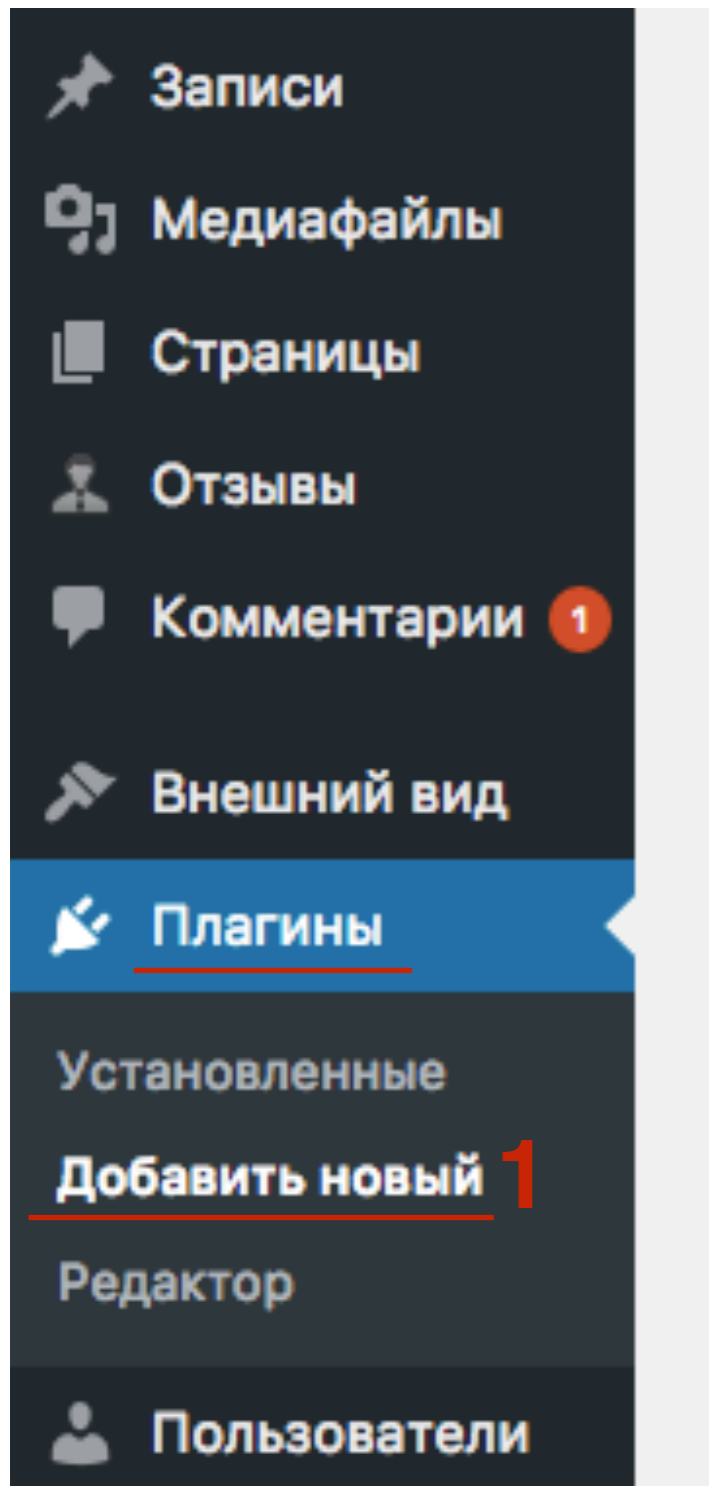 Записи
Медиафайлы
Страницы
Отзывы
Комментарии 1
Внешний вид
Плагины
Установленные
Добавить новый 1
Редактор
Пользователи